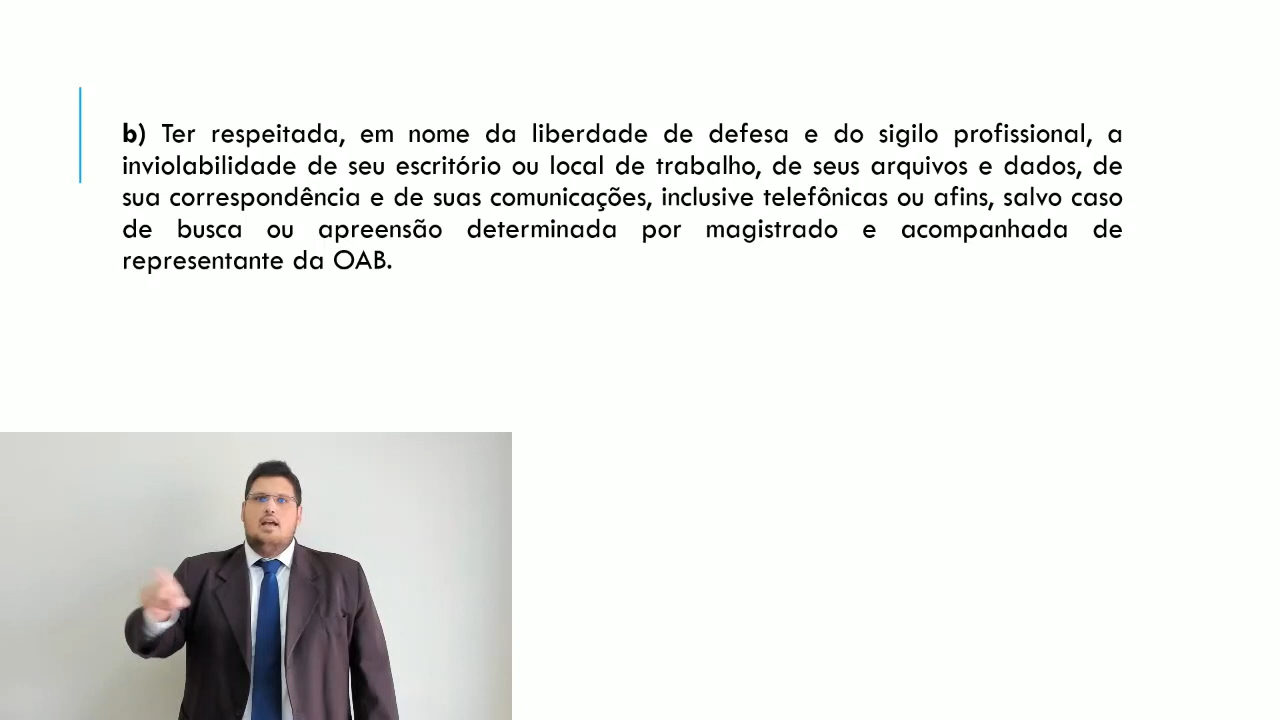 b) Ter respeitada, em nome da liberdade de defesa e do sigilo profissional, a
inviolabilidade de seu escritório ou local de trabalho, de seus arquivos e dados, de
sua correspondência e de suas comunicações, inclusive telefônicas ou afins, salvo caso
de busca ou apreensão determinada por magistrado e acompanhada de
representante da OAB.